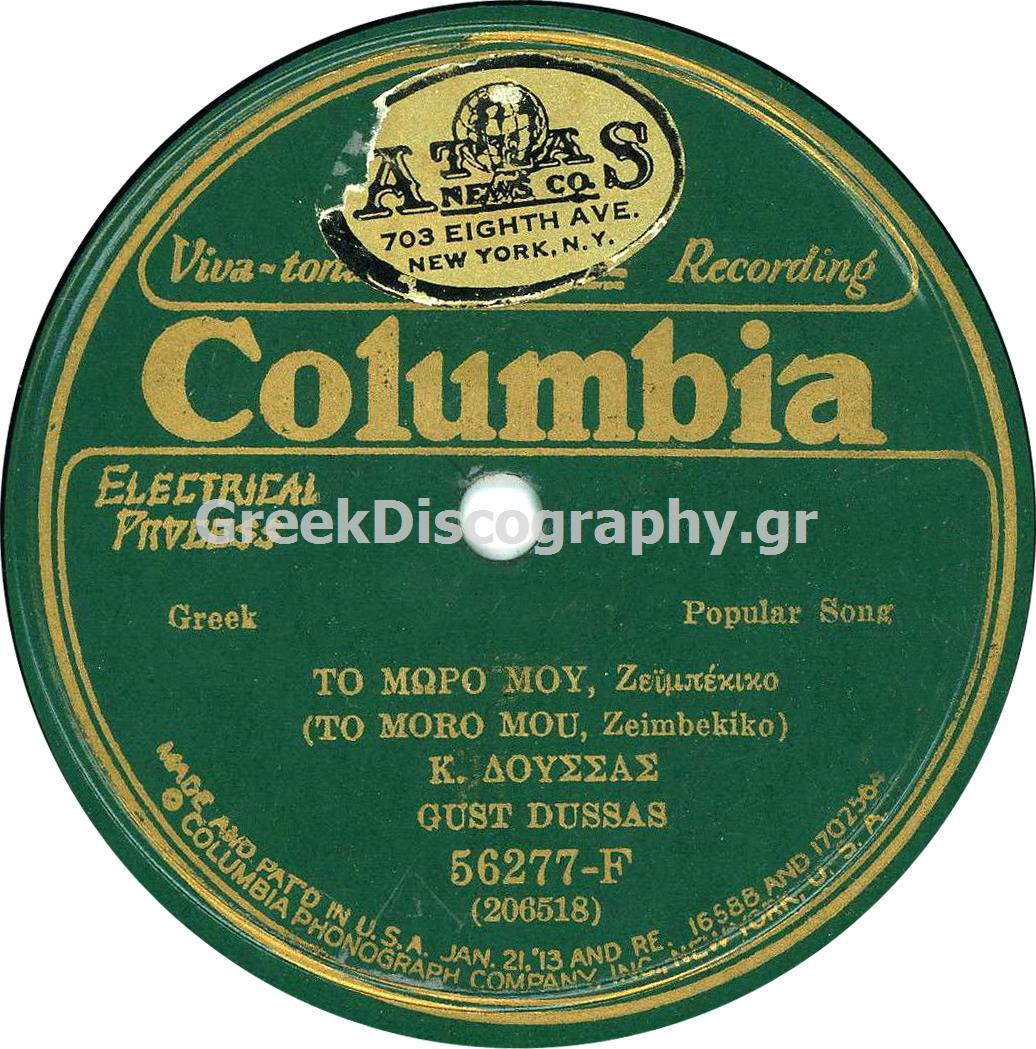 ATLAS
NEWS CO.
703 EIGHTH AVE.
NEW YORK, N.Y.
Viva-tonal Recording
Columbia
ELECTRICAL
PROCESS
GreekDiscography.gr
Greek Popular Song
ΤΟ ΜΩΡΟ ΜΟΥ, Ζεϊμπέκικο
(TO MORO MOU, Zeimbekiko)
Κ. ΔΟΥΣΣΑΣ
GUST DUSSAS
56277-F
(206518)
MADE AND PAT'D IN U.S.A. JAN. 21, '13 AND RE. 16588 AND 1702564
© COLUMBIA PHONOGRAPH COMPANY, INC., NEW YORK, U. S. A.